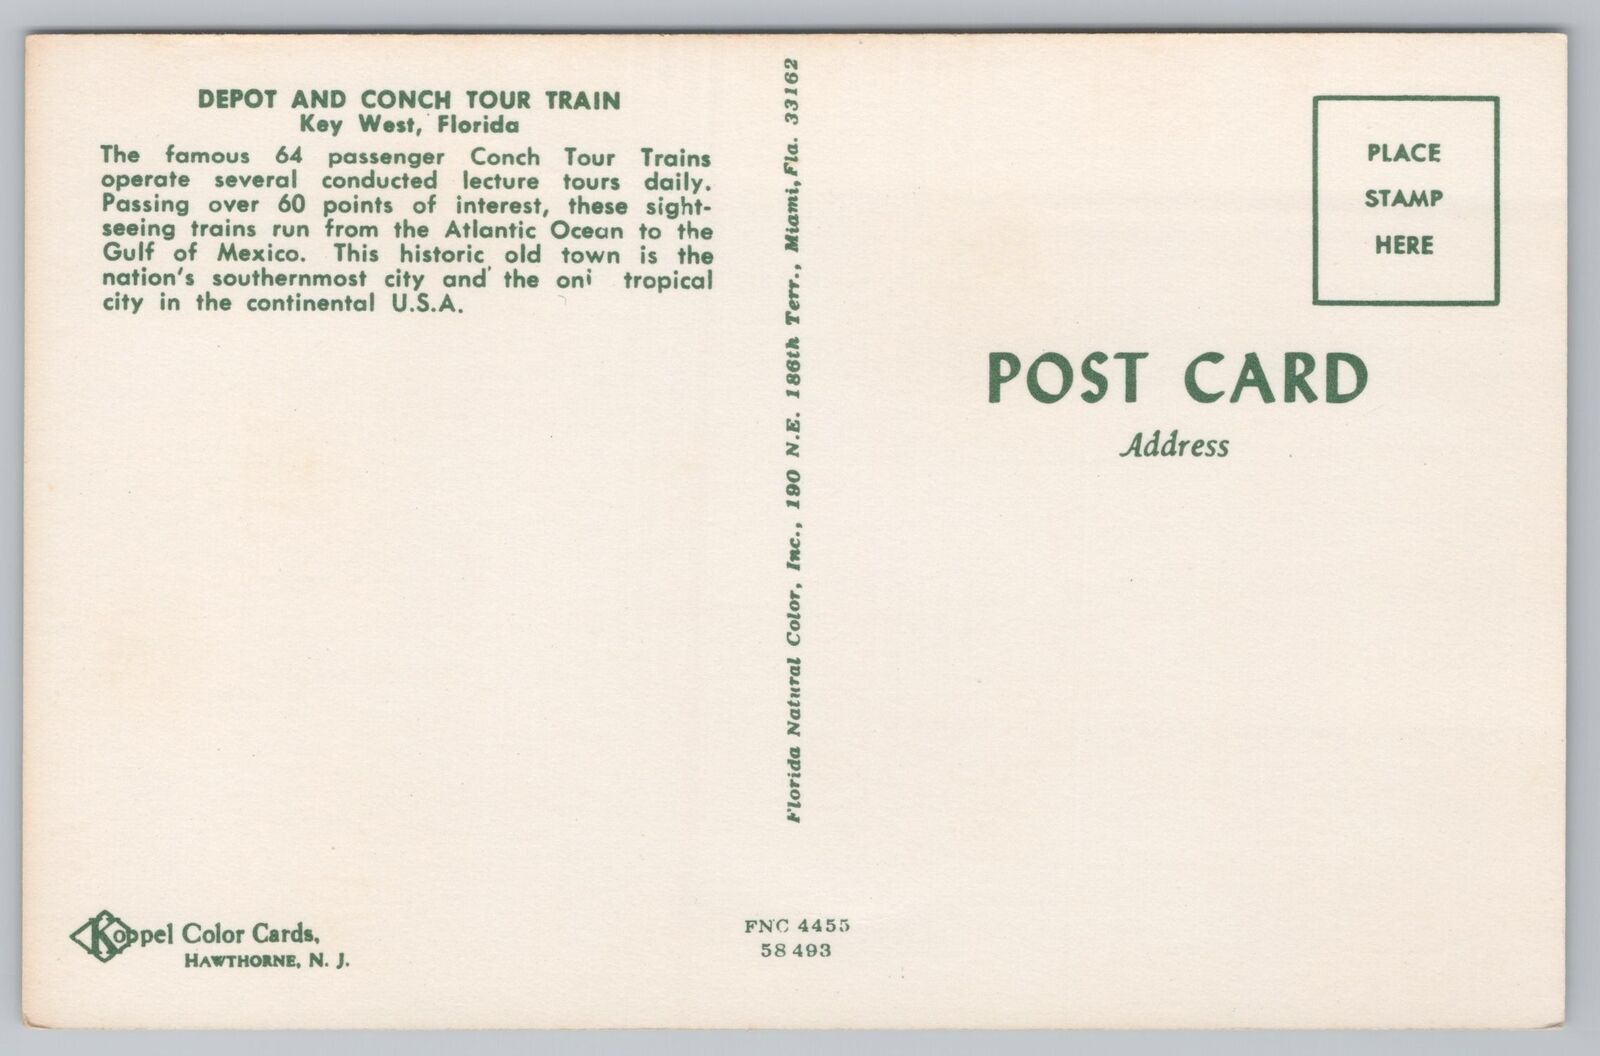 DEPOT AND CONCH TOUR TRAIN
Key West, Florida
The famous 64 passenger Conch Tour Trains
operate several conducted lecture tours daily.
Passing over 60 points of interest, these sight-
seeing trains run from the Atlantic Ocean to the
Gulf of Mexico. This historic old town is the
nation's southernmost city and the onl tropical
city in the continental U.S.A.
Koppel Color Cards,
HAWTHORNE, N. J.
Florida Natural Color, Inc., 190 N.E. 186th Terr., Miami, Fla. 33162
FNC 4455
58 493
PLACE
STAMP
HERE
POST CARD
Address